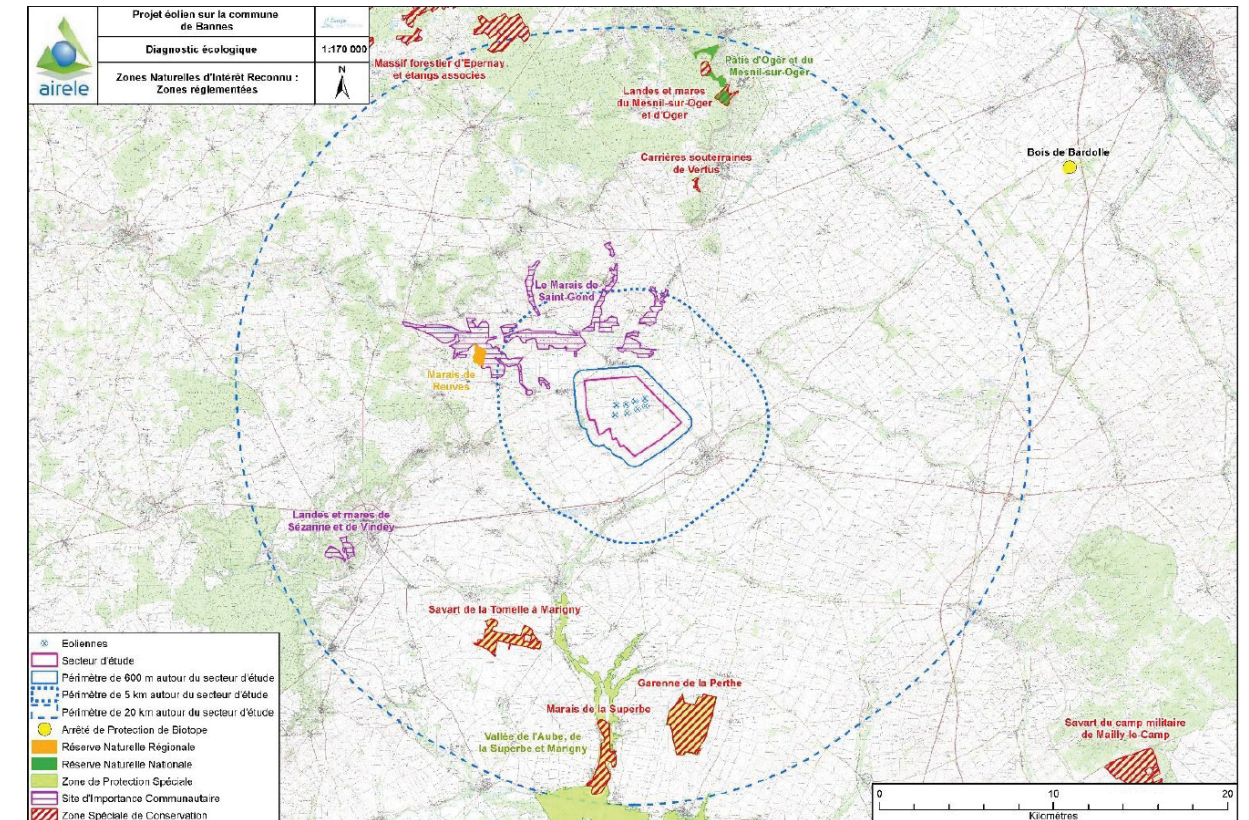 Projet éolien sur la commune
de Bannes
Diagnostic écologique
1:170 000
Zones Naturelles d'Intérêt Reconnu :
Zones réglementées
N
airele
Massif forestier d'Epernay
et étangs associés
Pâtis d'Oger et du
Mesnil-sur-Oger
Landes et mares
du Mesnil-sur-Oger
et d'Oger
Carrières souterraines
de Vertus
Bois de Bardolle
Le Marais de
Saint-Gond
Marais de
Reuves
Landes et mares de
Sézanne et de Vindey
Savart de la Tomelle à Marigny
Garenne de la Perthe
Marais de la Superbe
Vallée de l'Aube, de
la Superbe et Marigny
Savart du camp militaire
de Mailly-le-Camp
Eoliennes
Secteur d'étude
Périmètre de 600 m autour du secteur d'étude
Périmètre de 5 km autour du secteur d'étude
Périmètre de 20 km autour du secteur d'étude
Arrêté de Protection de Biotope
Réserve Naturelle Régionale
Réserve Naturelle Nationale
Zone de Protection Spéciale
Site d'Importance Communautaire
Zone Spéciale de Conservation
0 10 20
Kilomètres